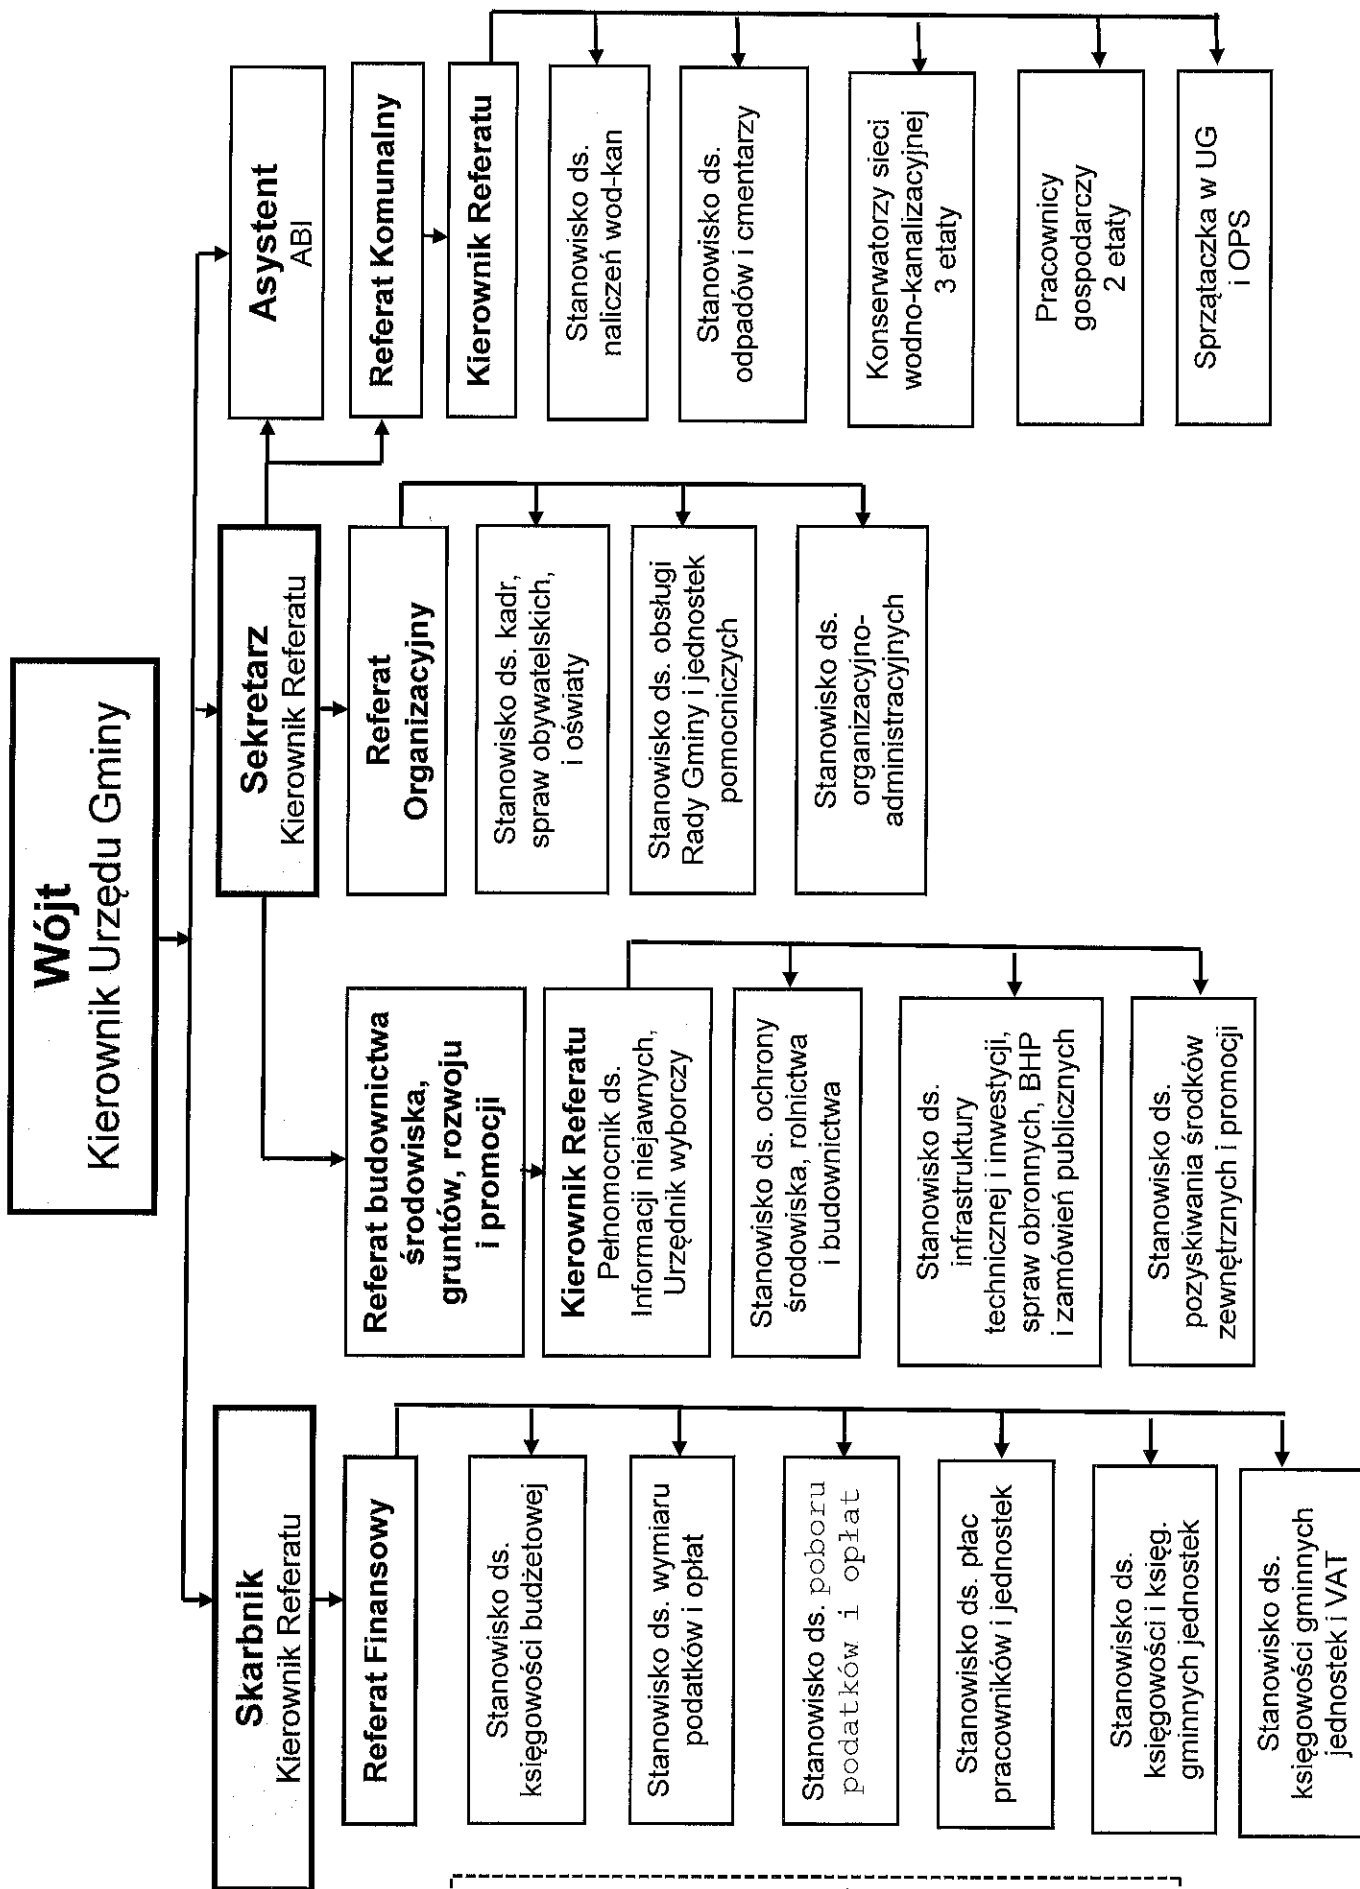 Wójt
Kierownik Urzędu Gminy
Skarbnik
Kierownik Referatu
Referat Finansowy
Stanowisko ds.
księgowości budżetowej
Stanowisko ds. wymiaru
podatków i opłat
Stanowisko ds. poboru
podatków i opłat
Stanowisko ds. płac
pracowników i jednostek
Stanowisko ds.
księgowości i księg.
gminnych jednostek
Stanowisko ds.
księgowości gminnych
jednostek i VAT
Referat budownictwa
środowiska,
gruntów, rozwoju
i promocji
Kierownik Referatu
Pełnomocnik ds.
Informacji niejawnych,
Urzędnik wyborczy
Stanowisko ds. ochrony
środowiska, rolnictwa
i budownictwa
Stanowisko ds.
infrastruktury
technicznej i inwestycji,
spraw obronnych, BHP
i zamówień publicznych
Stanowisko ds.
pozyskiwania środków
zewnętrznych i promocji
Sekretarz
Kierownik Referatu
Referat
Organizacyjny
Stanowisko ds. kadr,
spraw obywatelskich,
i oświaty
Stanowisko ds. obsługi
Rady Gminy i jednostek
pomocniczych
Stanowisko ds.
organizacyjno-
administracyjnych
Asystent
ABI
Referat Komunalny
Kierownik Referatu
Stanowisko ds.
naliczeń wod-kan
Stanowisko ds.
odpadów i cmentarzy
Konserwatorzy sieci
wodno-kanalizacyjnej
3 etaty
Pracownicy
gospodarczy
2 etaty
Sprzątaczka w UG
i OPS